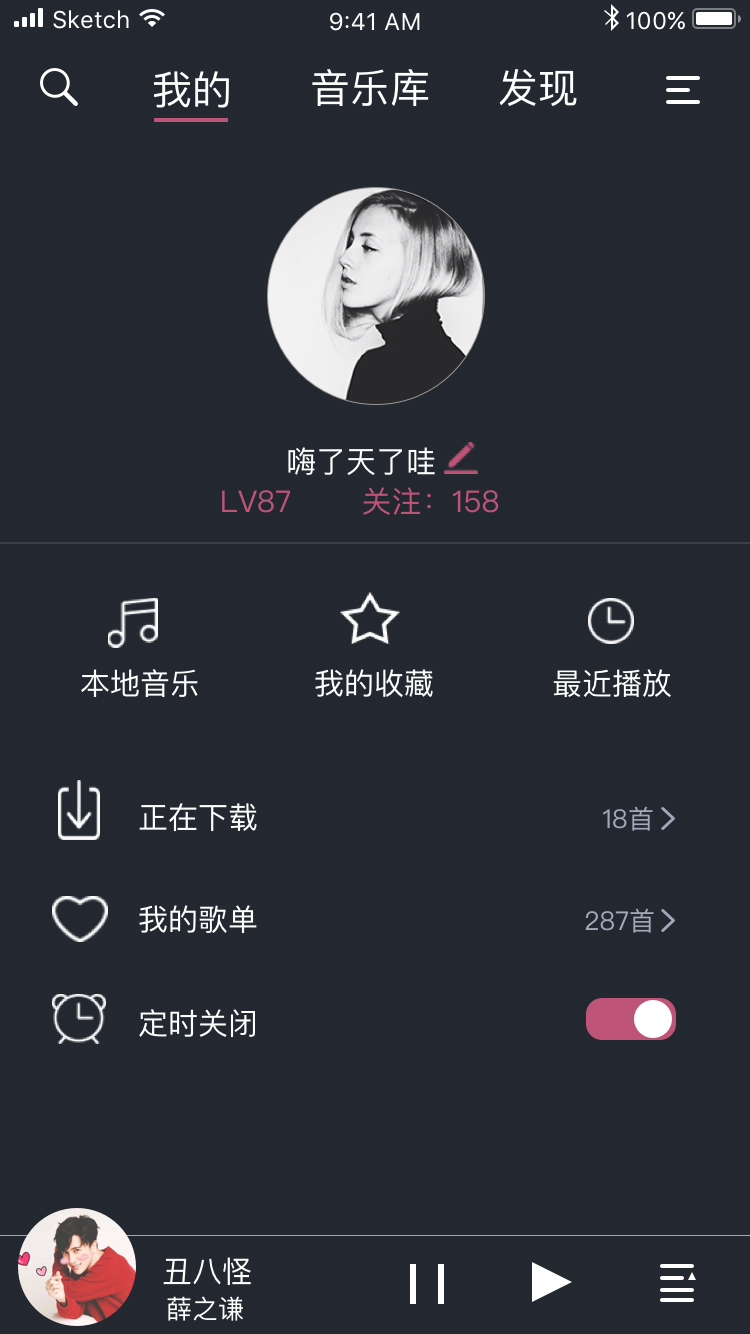 Sketch 9:41 AM 100%
我的 音乐库 发现
嗨了天了哇
LV87 关注：158
本地音乐 我的收藏 最近播放
正在下载 18首
我的歌单 287首
定时关闭
丑八怪
薛之谦